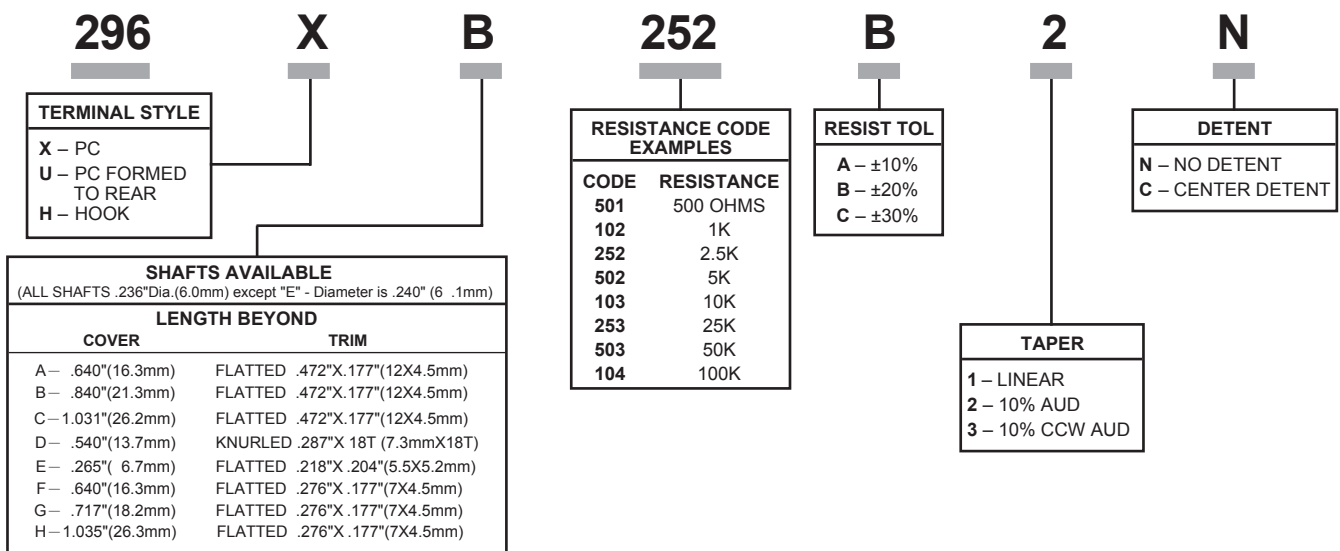 296 X B 252 B 2 N
TERMINAL STYLE
X – PC
U – PC FORMED
TO REAR
H – HOOK
SHAFTS AVAILABLE
(ALL SHAFTS .236"Dia.(6.0mm) except "E" - Diameter is .240" (6 .1mm)
LENGTH BEYOND
COVER TRIM
A— .640"(16.3mm) FLATTED .472"X.177"(12X4.5mm)
B— .840"(21.3mm) FLATTED .472"X.177"(12X4.5mm)
C—1.031"(26.2mm) FLATTED .472"X.177"(12X4.5mm)
D— .540"(13.7mm) KNURLED .287"X 18T (7.3mmX18T)
E— .265"( 6.7mm) FLATTED .218"X .204"(5.5X5.2mm)
F— .640"(16.3mm) FLATTED .276"X .177"(7X4.5mm)
G— .717"(18.2mm) FLATTED .276"X .177"(7X4.5mm)
H—1.035"(26.3mm) FLATTED .276"X .177"(7X4.5mm)
RESISTANCE CODE
EXAMPLES
CODE RESISTANCE
501 500 OHMS
102 1K
252 2.5K
502 5K
103 10K
253 25K
503 50K
104 100K
RESIST TOL
A – ±10%
B – ±20%
C – ±30%
TAPER
1 – LINEAR
2 – 10% AUD
3 – 10% CCW AUD
DETENT
N – NO DETENT
C – CENTER DETENT